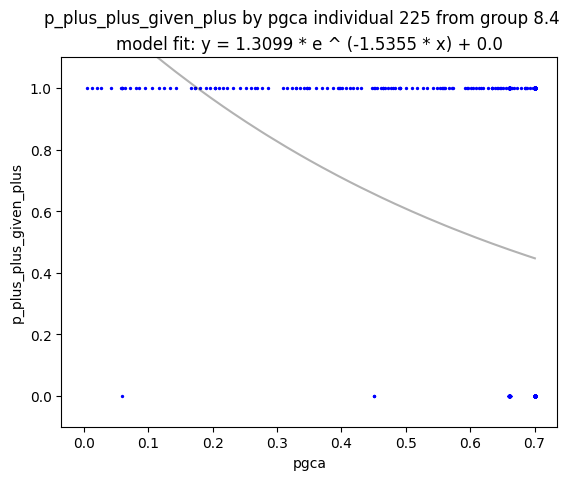 p_plus_plus_given_plus by pgca individual 225 from group 8.4
model fit: y = 1.3099 * e ^ (-1.5355 * x) + 0.0
p_plus_plus_given_plus
1.0
0.8
0.6
0.4
0.2
0.0
0.0 0.1 0.2 0.3 0.4 0.5 0.6 0.7
pgca